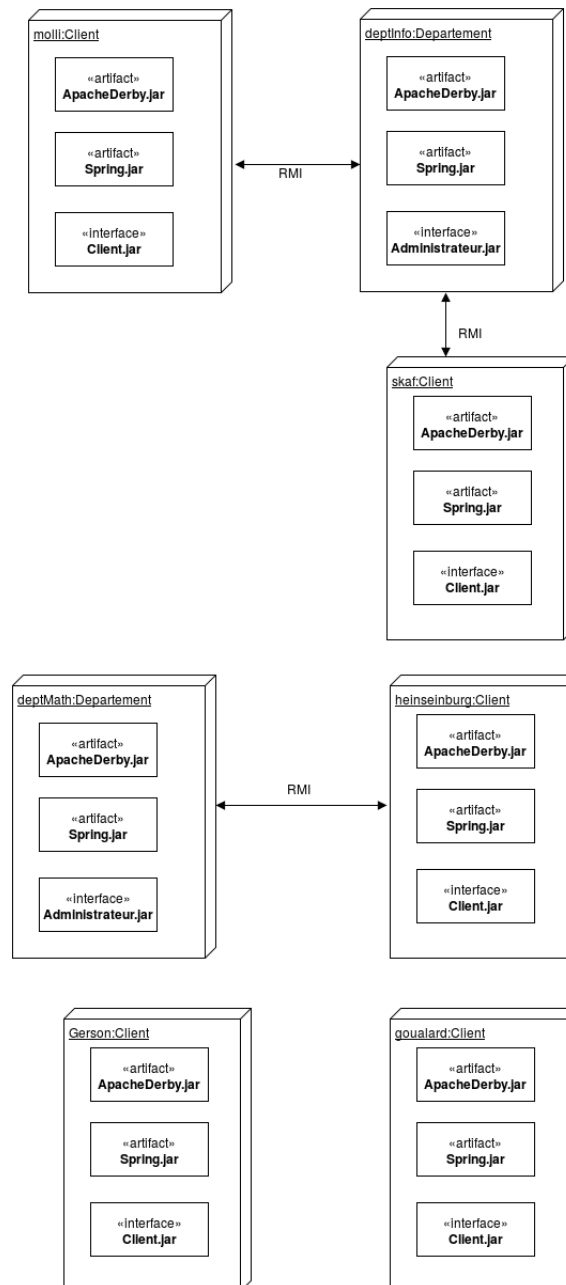 molli:Client
«artifact»
ApacheDerby.jar
«artifact»
Spring.jar
«interface»
Client.jar
RMI
deptInfo:Departement
«artifact»
ApacheDerby.jar
«artifact»
Spring.jar
«interface»
Administrateur.jar
RMI
skaf:Client
«artifact»
ApacheDerby.jar
«artifact»
Spring.jar
«interface»
Client.jar
deptMath:Departement
«artifact»
ApacheDerby.jar
«artifact»
Spring.jar
«interface»
Administrateur.jar
RMI
heinseinburg:Client
«artifact»
ApacheDerby.jar
«artifact»
Spring.jar
«interface»
Client.jar
Gerson:Client
«artifact»
ApacheDerby.jar
«artifact»
Spring.jar
«interface»
Client.jar
goualard:Client
«artifact»
ApacheDerby.jar
«artifact»
Spring.jar
«interface»
Client.jar